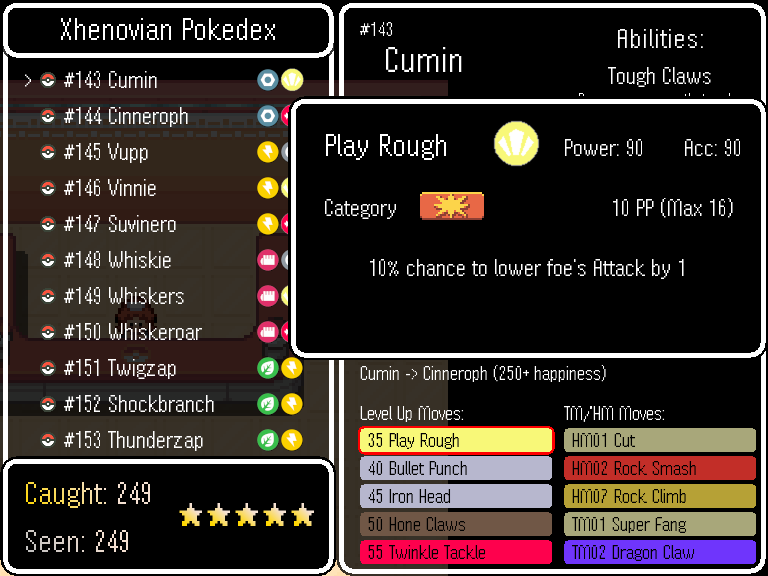 Xhenovian Pokedex
> #143 Cumin
#144 Cinneroph
#145 Vupp
#146 Vinnie
#147 Suvinero
#148 Whiskie
#149 Whiskers
#150 Whiskeroar
#151 Twigzap
#152 Shockbranch
#153 Thunderzap
Caught: 249
Seen: 249
#143
Cumin
Abilities:
Tough Claws
Play Rough
Power: 90
Acc: 90
Category
10 PP (Max 16)
10% chance to lower foe's Attack by 1
Cumin -> Cinneroph (250+ happiness)
Level Up Moves:
35 Play Rough
40 Bullet Punch
45 Iron Head
50 Hone Claws
55 Twinkle Tackle
TM/HM Moves:
HM01 Cut
HM02 Rock Smash
HM07 Rock Climb
TM01 Super Fang
TM02 Dragon Claw